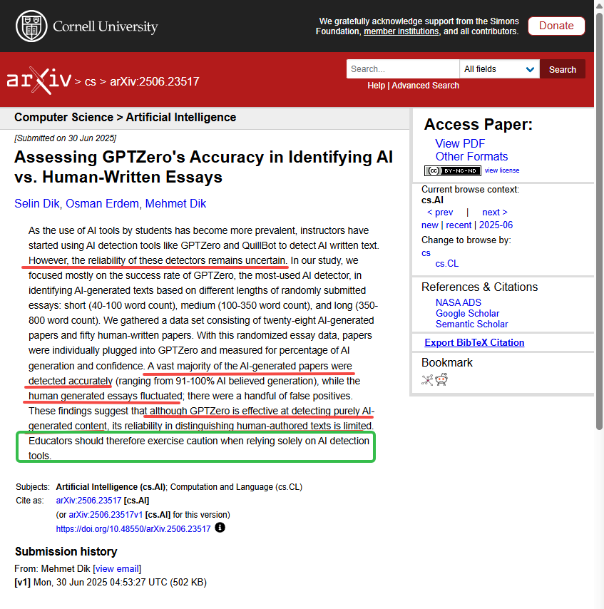 Cornell University
We gratefully acknowledge support from the Simons
Foundation, member institutions, and all contributors.
Donate
arXiv > cs > arXiv:2506.23517
Search...
All fields
Search
Help | Advanced Search
Computer Science > Artificial Intelligence
[Submitted on 30 Jun 2025]
Assessing GPTZero's Accuracy in Identifying AI
vs. Human-Written Essays
Selin Dik, Osman Erdem, Mehmet Dik
As the use of AI tools by students has become more prevalent, instructors have
started using AI detection tools like GPTZero and QuillBot to detect AI written text.
However, the reliability of these detectors remains uncertain. In our study, we
focused mostly on the success rate of GPTZero, the most-used AI detector, in
identifying AI-generated texts based on different lengths of randomly submitted
essays: short (40-100 word count), medium (100-350 word count), and long (350-
800 word count). We gathered a data set consisting of twenty-eight AI-generated
papers and fifty human-written papers. With this randomized essay data, papers
were individually plugged into GPTZero and measured for percentage of AI
generation and confidence. A vast majority of the AI-generated papers were
detected accurately (ranging from 91-100% AI believed generation), while the
human generated essays fluctuated; there were a handful of false positives.
These findings suggest that although GPTZero is effective at detecting purely AI-
generated content, its reliability in distinguishing human-authored texts is limited.
Educators should therefore exercise caution when relying solely on AI detection
tools.
Subjects: Artificial Intelligence (cs.AI); Computation and Language (cs.CL)
Cite as: arXiv:2506.23517 [cs.AI]
(or arXiv:2506.23517v1 [cs.AI] for this version)
https://doi.org/10.48550/arXiv.2506.23517
Submission history
From: Mehmet Dik [view email]
[v1] Mon, 30 Jun 2025 04:53:27 UTC (502 KB)
Access Paper:
View PDF
Other Formats
(cc) BY-NC-ND view license
Current browse context:
cs.AI
< prev | next >
new | recent | 2025-06
Change to browse by:
cs
cs.CL
References & Citations
NASA ADS
Google Scholar
Semantic Scholar
Export BibTeX Citation
Bookmark